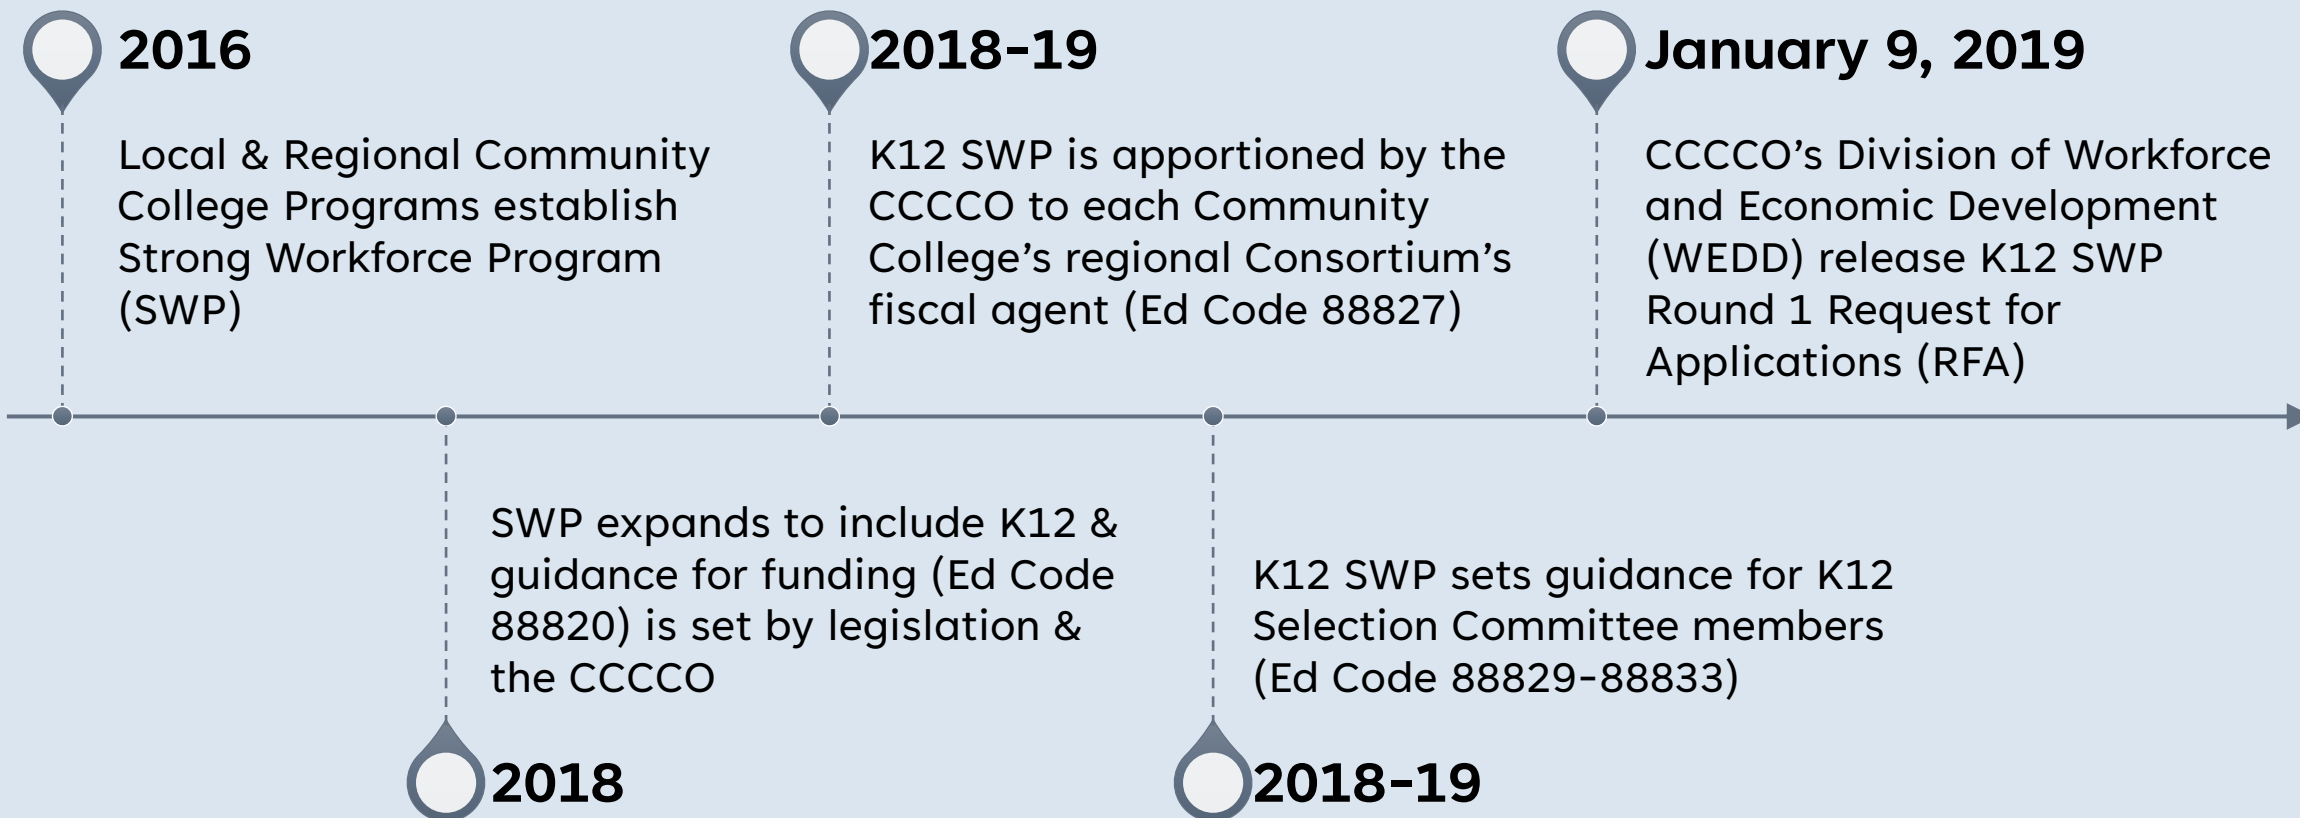 2016
Local & Regional Community
College Programs establish
Strong Workforce Program
(SWP)
SWP expands to include K12 &
guidance for funding (Ed Code
88820) is set by legislation &
the CCCCO
2018
2018-19
K12 SWP is apportioned by the
CCCCO to each Community
College’s regional Consortium’s
fiscal agent (Ed Code 88827)
K12 SWP sets guidance for K12
Selection Committee members
(Ed Code 88829-88833)
2018-19
January 9, 2019
CCCCO’s Division of Workforce
and Economic Development
(WEDD) release K12 SWP
Round 1 Request for
Applications (RFA)